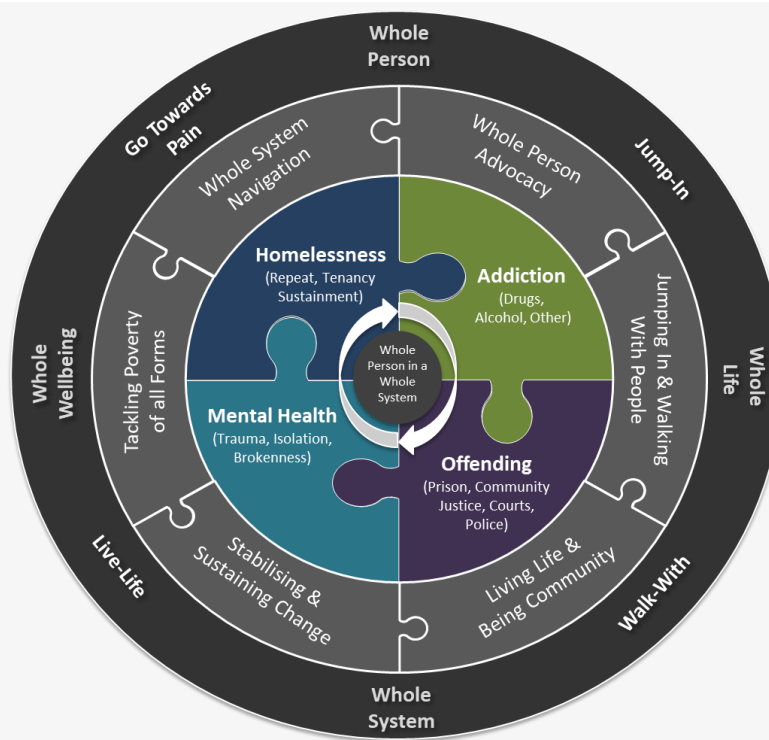 Whole
Person
Go Towards
Pain
Jump-In
Whole System
Navigation
Whole Person
Advocacy
Homelessness
(Repeat, Tenancy
Sustainment)
Addiction
(Drugs,
Alcohol, Other)
Whole
Wellbeing
Tackling Poverty
of all Forms
Whole
Person in a
Whole
System
Jumping In & Walking
With People
Whole
Life
Mental Health
(Trauma, Isolation,
Brokenness)
Offending
(Prison, Community
Justice, Courts,
Police)
Live-Life
Stabilising &
Sustaining Change
Living Life &
Being Community
Walk-With
Whole
System